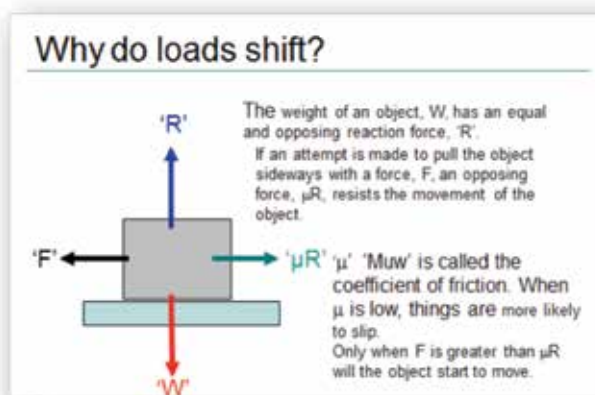 Why do loads shift?
'R'
The weight of an object, W, has an equal
and opposing reaction force, 'R'.
If an attempt is made to pull the object
sideways with a force, F, an opposing
force, μR, resists the movement of the
object.
'F'
'μR'
'μ' 'Muw' is called the
coefficient of friction. When
μ is low, things are more likely
to slip.
Only when F is greater than μR
will the object start to move.
'W'